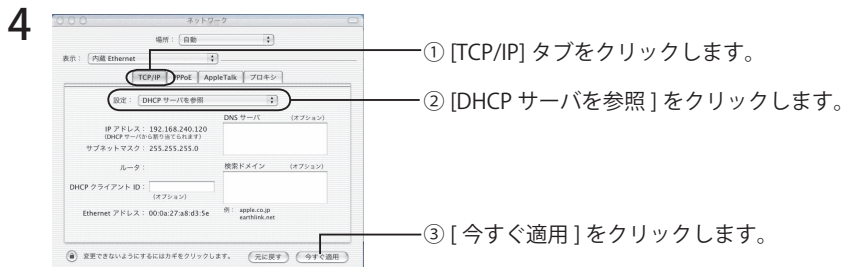 4
ネットワーク
場所： 自動
表示： 内蔵 Ethernet
TCP/IP PPPoE AppleTalk プロキシ
設定： DHCP サーバを参照
DNS サーバ (オプション)
IP アドレス： 192.168.240.120
(DHCP サーバから割り当てられます)
サブネットマスク： 255.255.255.0
ルータ：
検索ドメイン (オプション)
DHCP クライアント ID：
(オプション)
Ethernet アドレス： 00:0a:27:a8:d3:5e
例： apple.co.jp
earthlink.net
変更できないようにするにはカギをクリックします。 元に戻す 今すぐ適用
① [TCP/IP] タブをクリックします。
② [DHCP サーバを参照 ] をクリックします。
③ [ 今すぐ適用 ] をクリックします。